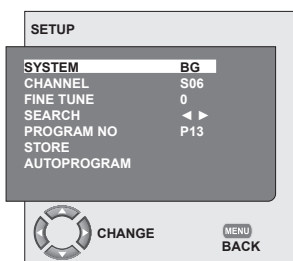 SETUP
SYSTEM BG
CHANNEL S06
FINE TUNE 0
SEARCH ◄ ►
PROGRAM NO P13
STORE
AUTOPROGRAM
CHANGE
MENU
BACK